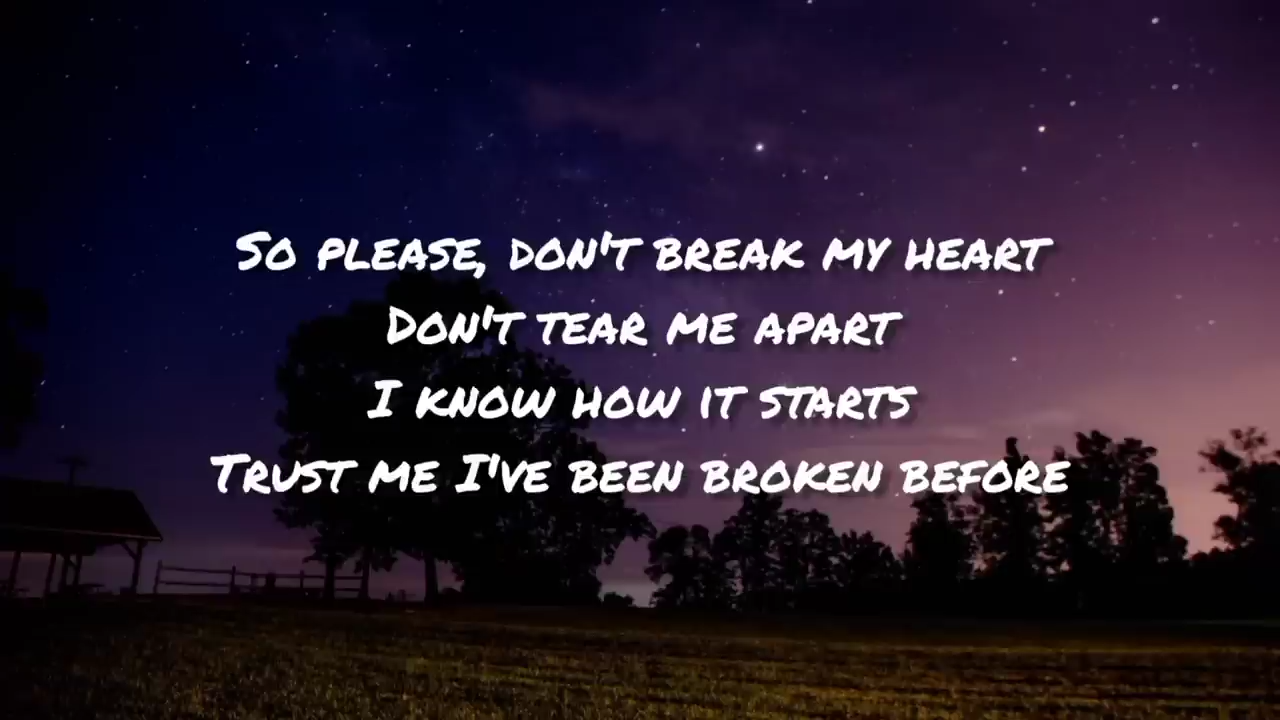 So please, don't break my heart
Don't tear me apart
I know how it starts
Trust me I've been broken before